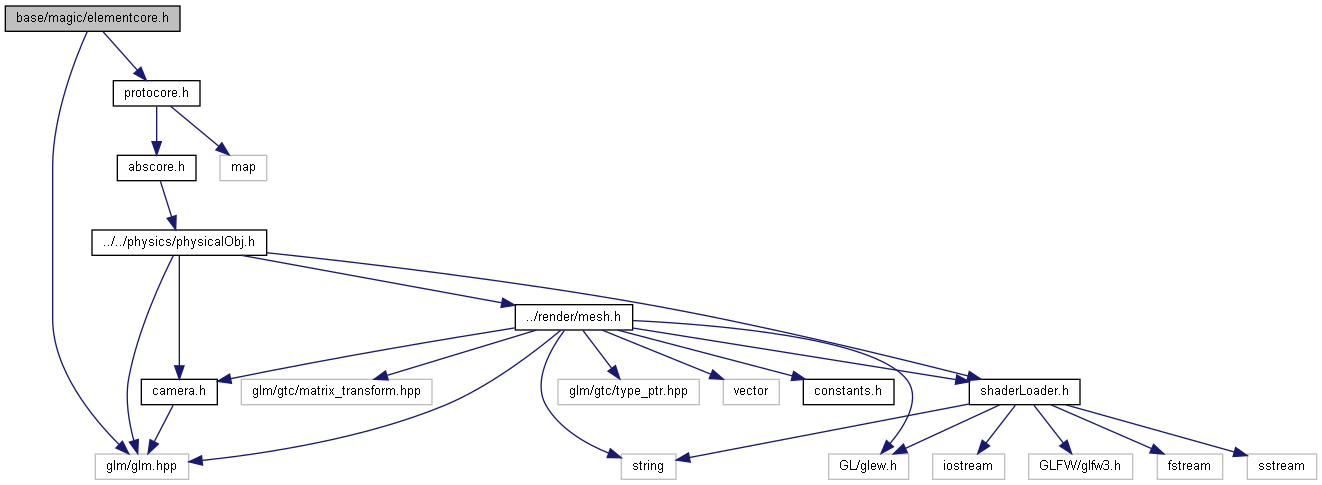 base/magic/elementcore.h
protocore.h
abscore.h
map
../../physics/physicalObj.h
../render/mesh.h
camera.h
glm/gtc/matrix_transform.hpp
glm/gtc/type_ptr.hpp
vector
constants.h
shaderLoader.h
glm/glm.hpp
string
GL/glew.h
iostream
GLFW/glfw3.h
fstream
sstream